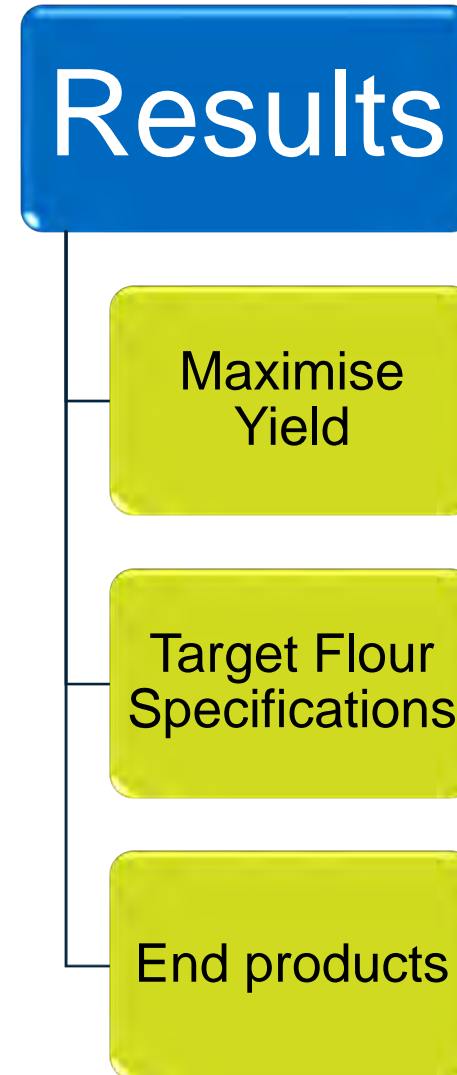 Results
Maximise
Yield
Target Flour
Specifications
End products